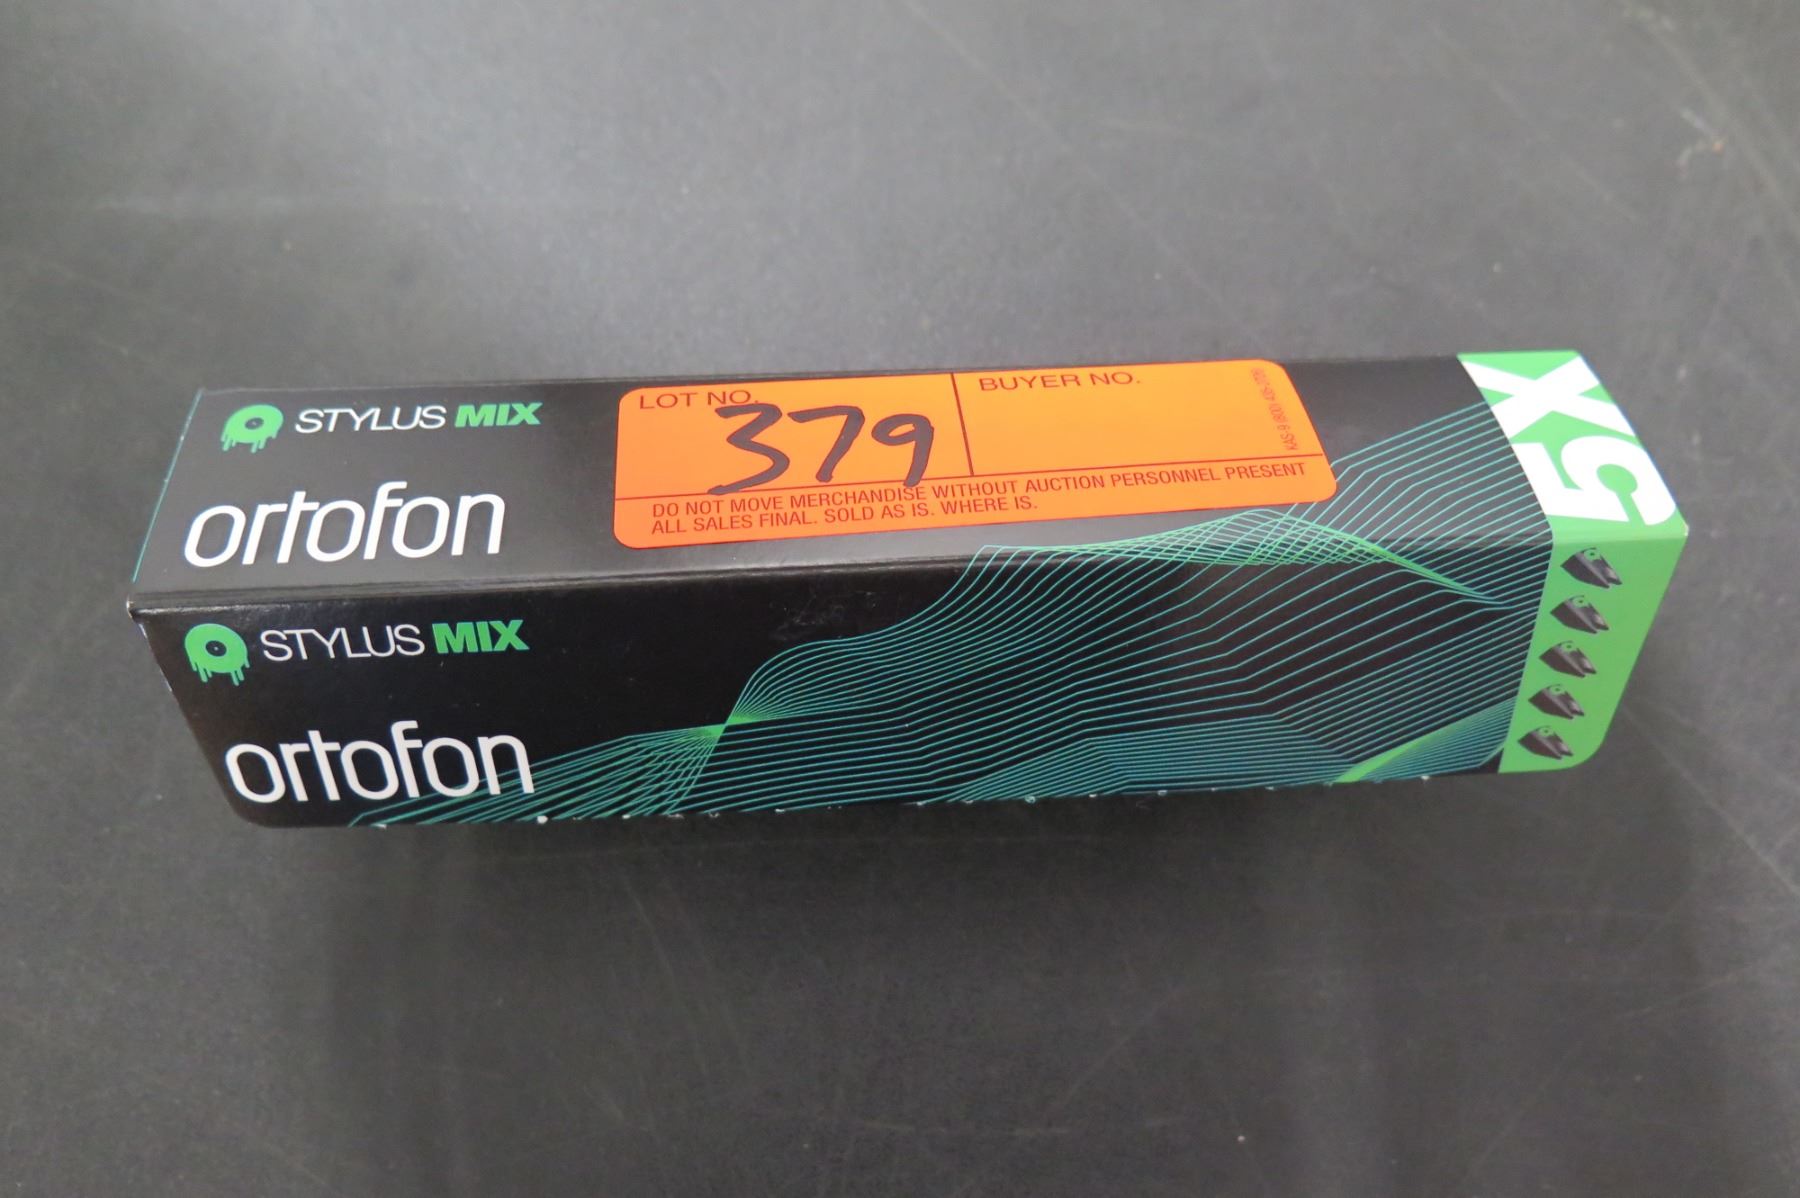 STYLUS MIX
ortofon
LOT NO. 379
BUYER NO.
DO NOT MOVE MERCHANDISE WITHOUT AUCTION PERSONNEL PRESENT
ALL SALES FINAL. SOLD AS IS. WHERE IS.
5X
STYLUS MIX
ortofon